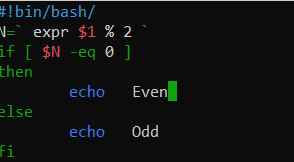 #!bin/bash/
N=` expr $1 % 2 `
if [ $N -eq 0 ]
then
echo Even
else
echo Odd
fi